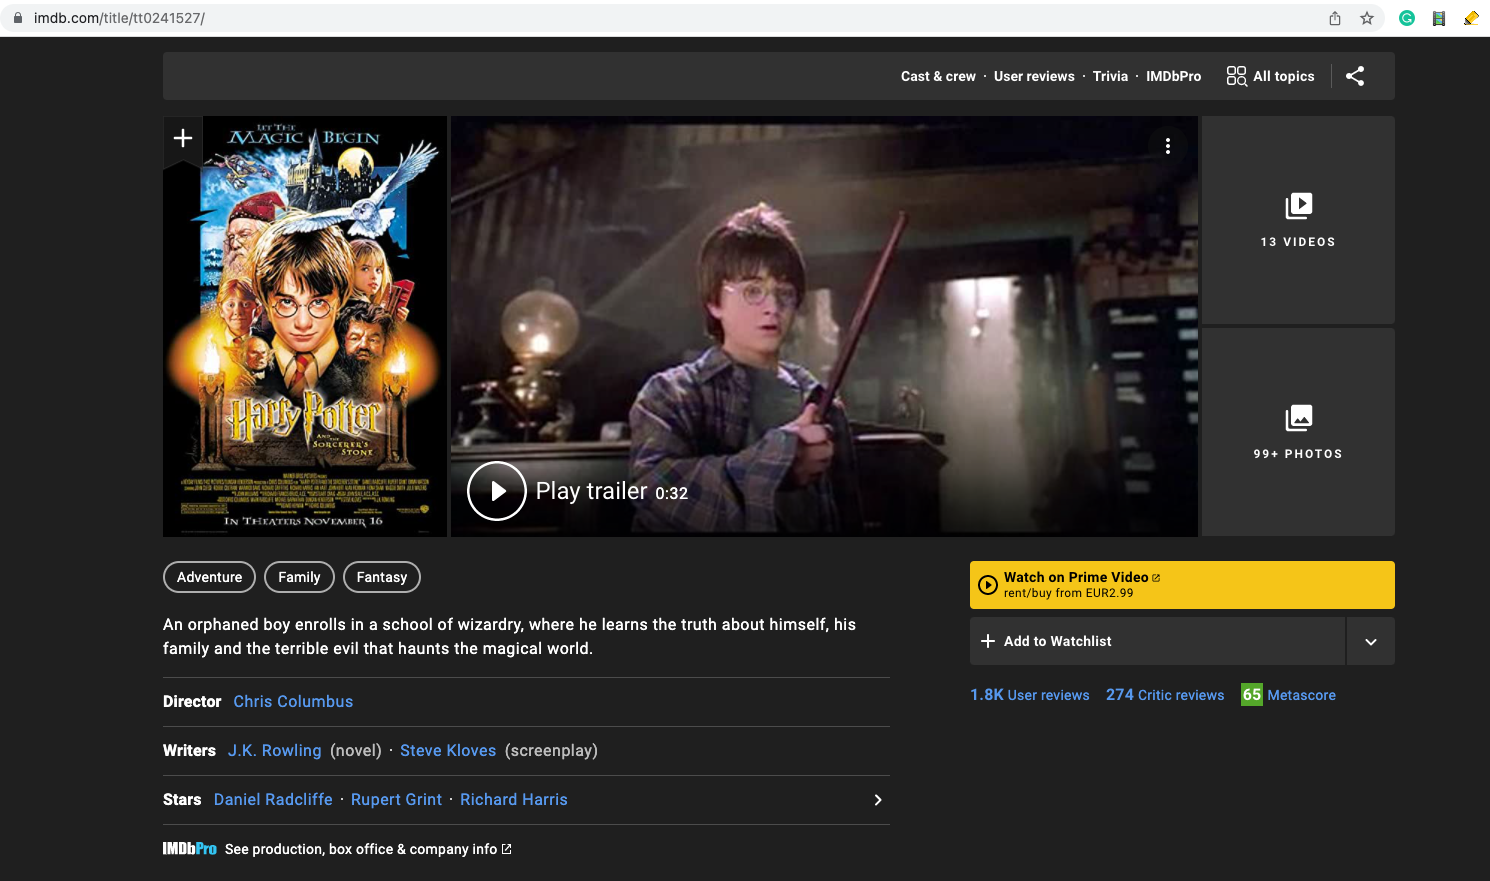 imdb.com/title/tt0241527/
Cast & crew · User reviews · Trivia · IMDbPro All topics
LET THE
MAGIC BEGIN
Harry Potter
AND THE
SORCERER'S
STONE
IN THEATERS NOVEMBER 16
Play trailer 0:32
13 VIDEOS
99+ PHOTOS
Adventure Family Fantasy
An orphaned boy enrolls in a school of wizardry, where he learns the truth about himself, his
family and the terrible evil that haunts the magical world.
Director Chris Columbus
Writers J.K. Rowling (novel) · Steve Kloves (screenplay)
Stars Daniel Radcliffe · Rupert Grint · Richard Harris
IMDbPro See production, box office & company info
Watch on Prime Video
rent/buy from EUR2.99
Add to Watchlist
1.8K User reviews 274 Critic reviews 65 Metascore